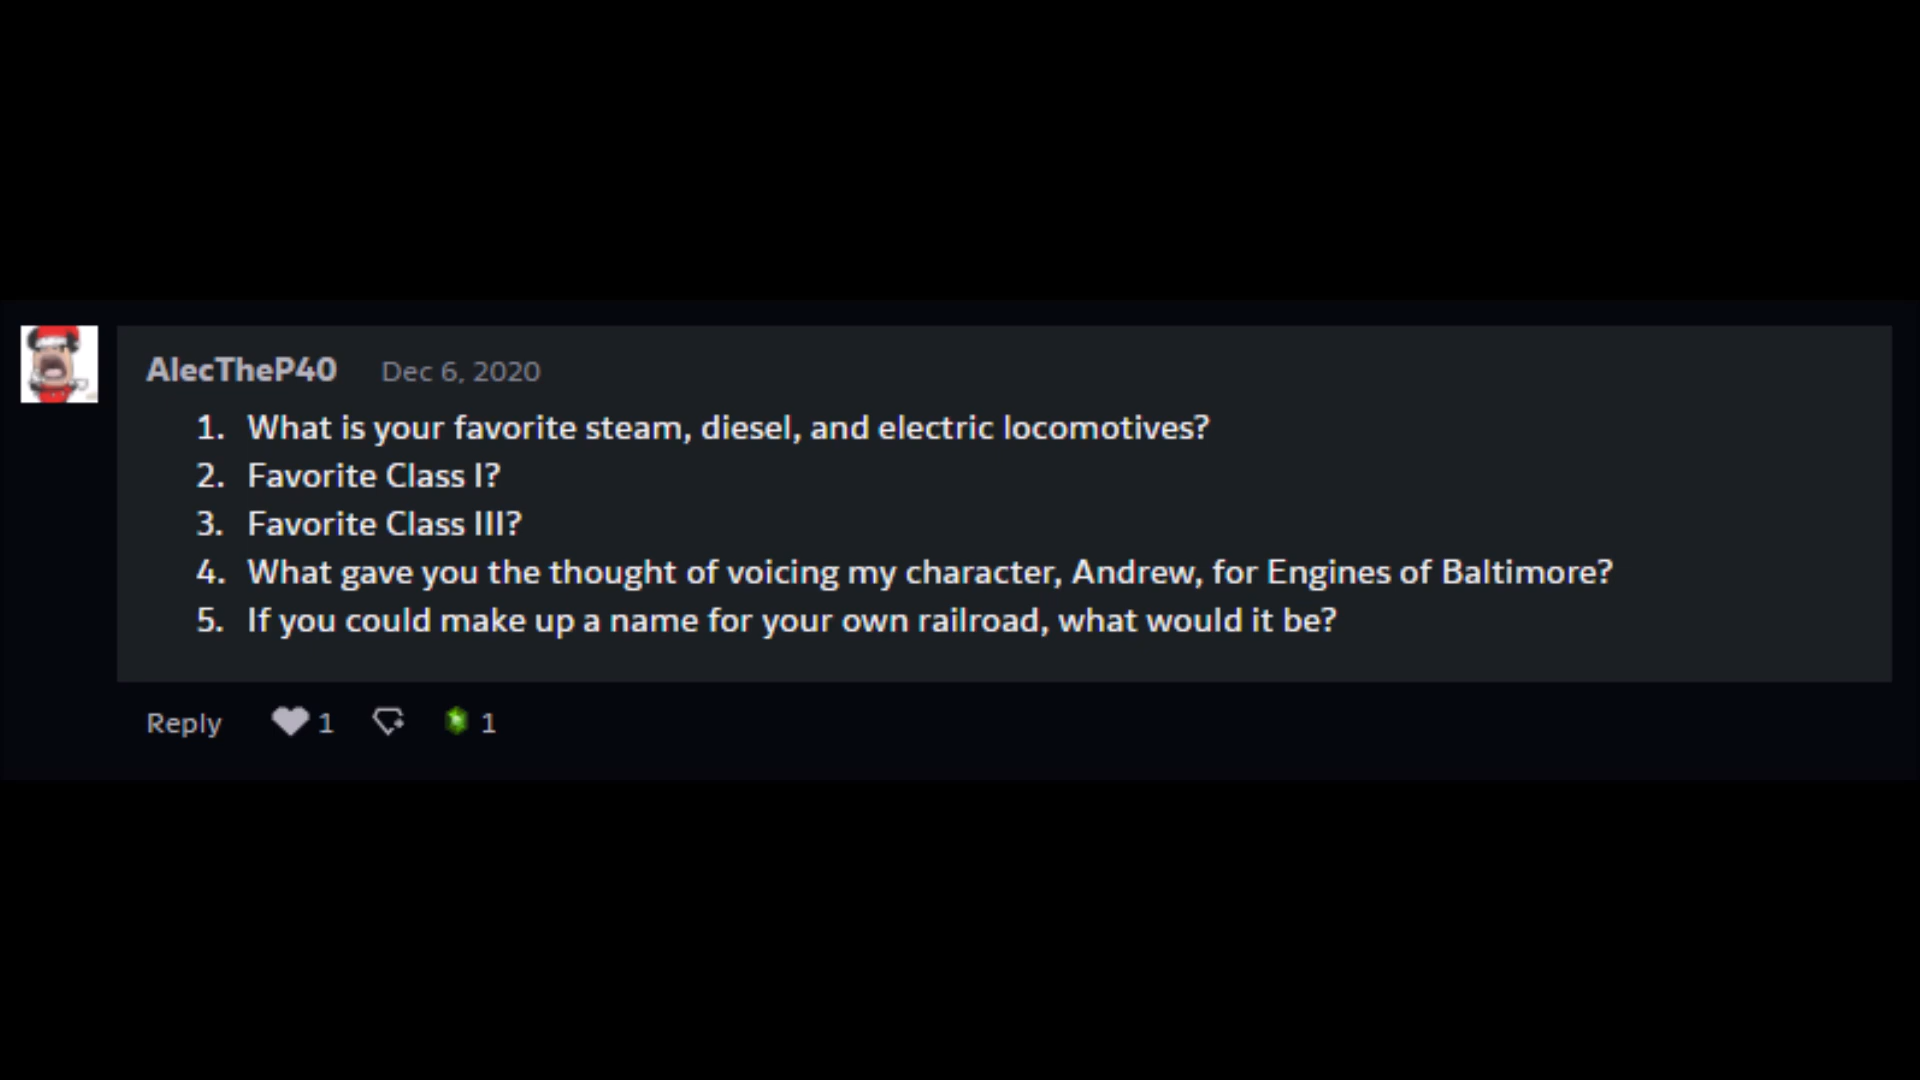 AlecTheP40 Dec 6, 2020
1. What is your favorite steam, diesel, and electric locomotives?
2. Favorite Class I?
3. Favorite Class III?
4. What gave you the thought of voicing my character, Andrew, for Engines of Baltimore?
5. If you could make up a name for your own railroad, what would it be?
Reply 1 1